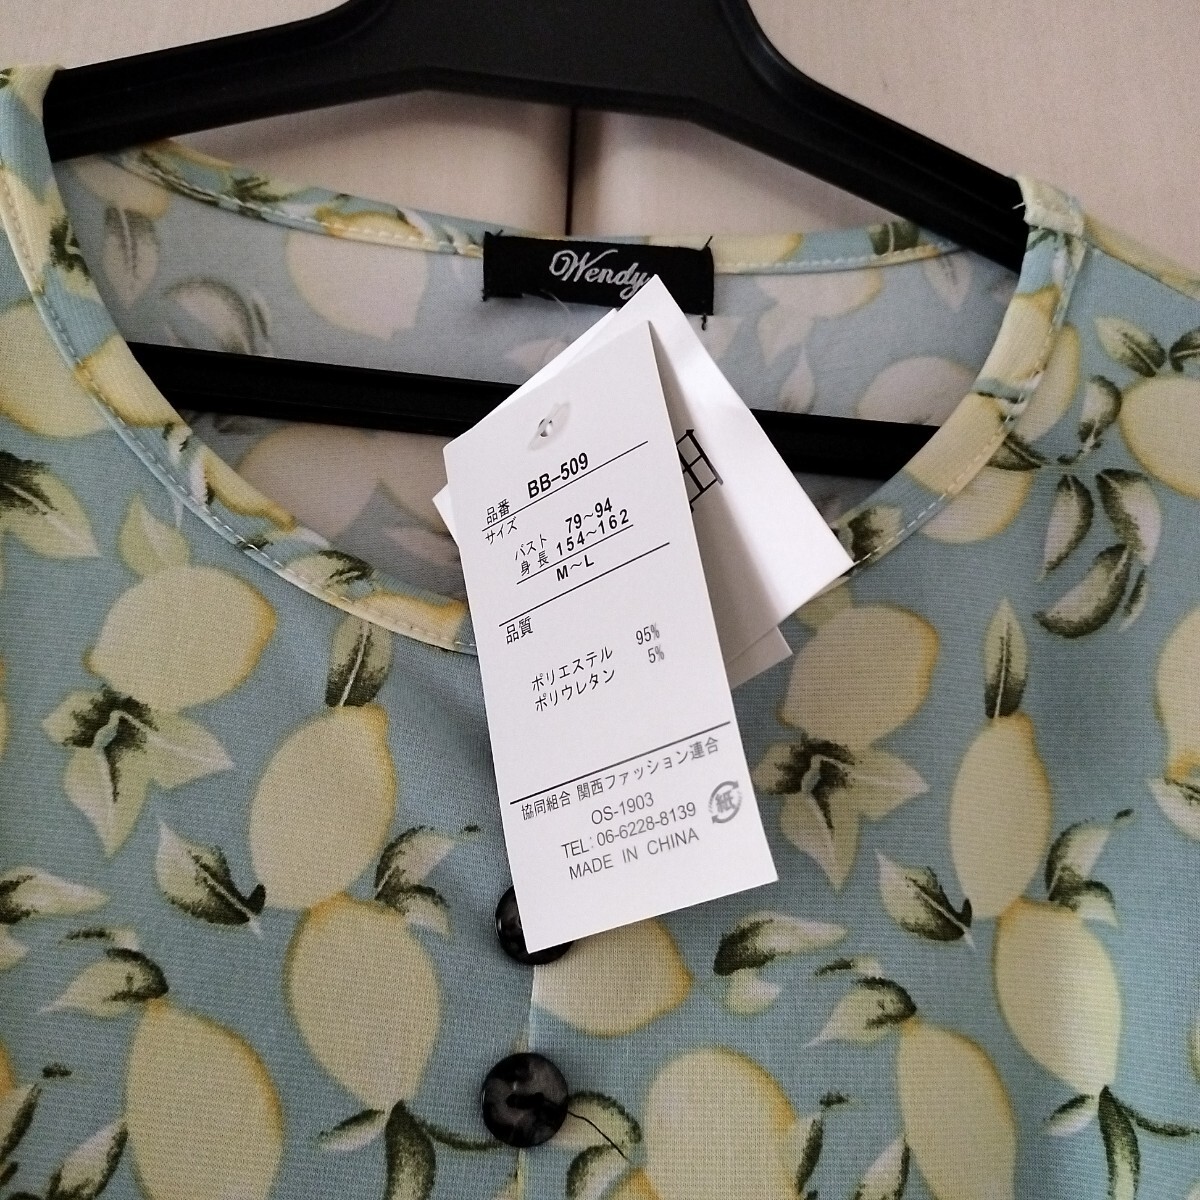 Wendy
品番 BB-509
サイズ
バスト 79~94
身長 154~162
M~L
品質
ポリエステル 95%
ポリウレタン 5%
協同組合 関西ファッション連合
OS-1903
TEL: 06-6228-8139
MADE IN CHINA
紙